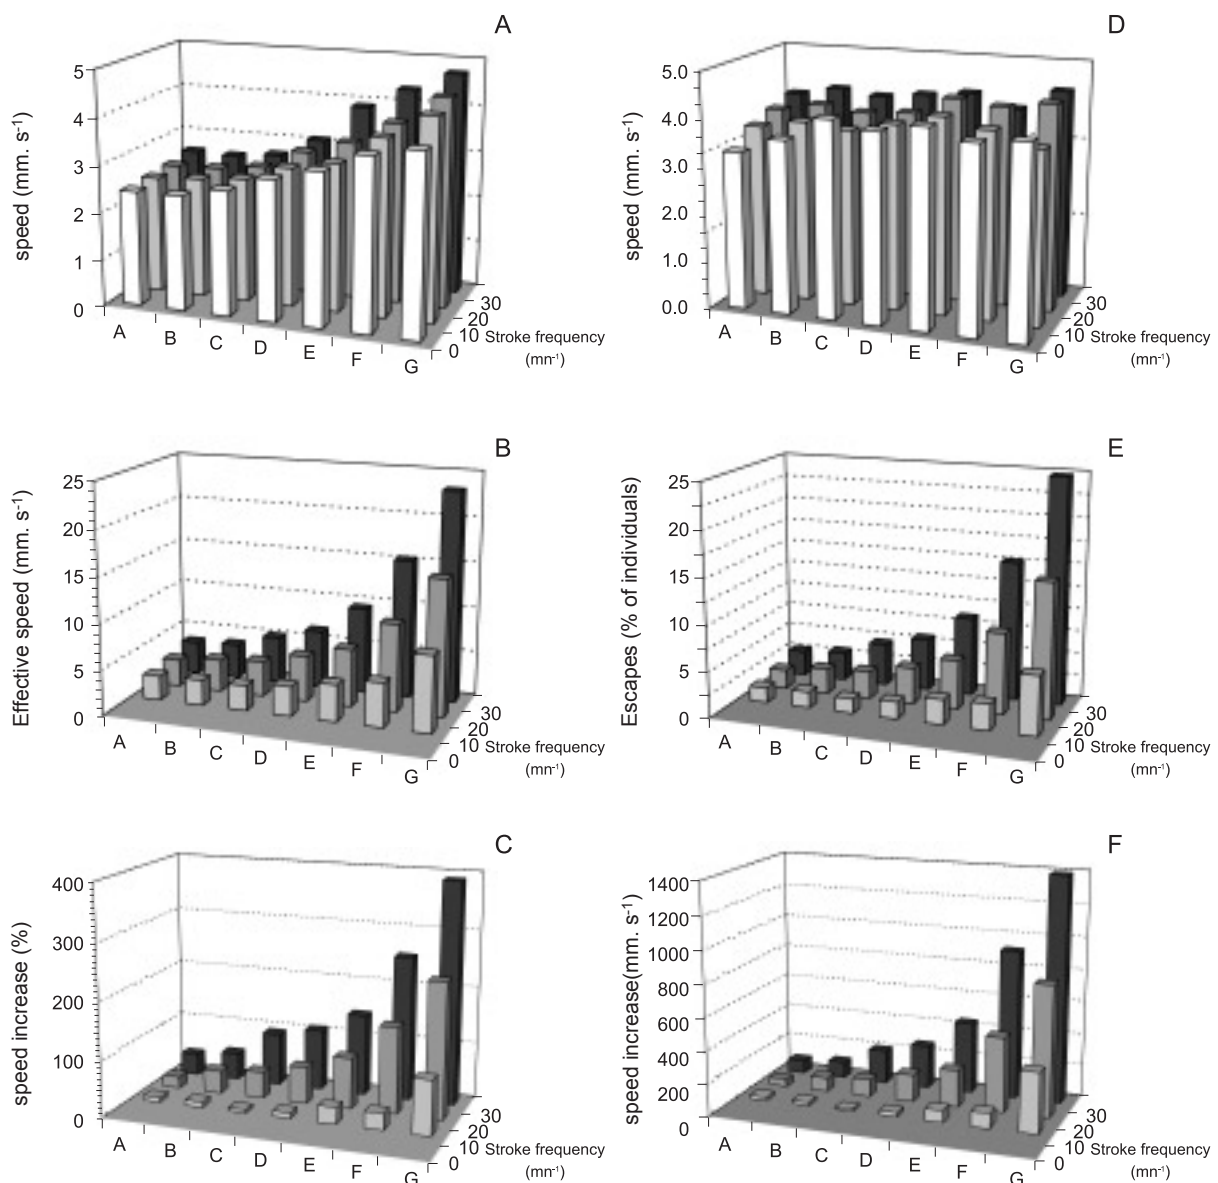 A
5
4
3
2
1
0
speed (mm. s-1)
A
B
C
D
E
F
G
30
20
10
0
Stroke frequency
(mn-1)
D
5.0
4.0
3.0
2.0
1.0
0.0
speed (mm. s-1)
A
B
C
D
E
F
G
30
20
10
0
Stroke frequency
(mn-1)
B
25
20
15
10
5
0
Effective speed (mm. s-1)
A
B
C
D
E
F
G
30
20
10
0
Stroke frequency
(mn-1)
E
25
20
15
10
5
0
Escapes (% of individuals)
A
B
C
D
E
F
G
30
20
10
0
Stroke frequency
(mn-1)
C
400
300
200
100
0
speed increase (%)
A
B
C
D
E
F
G
30
20
10
0
Stroke frequency
(mn-1)
F
1400
1200
1000
800
600
400
200
0
speed increase(mm. s-1)
A
B
C
D
E
F
G
30
20
10
0
Stroke frequency
(mn-1)